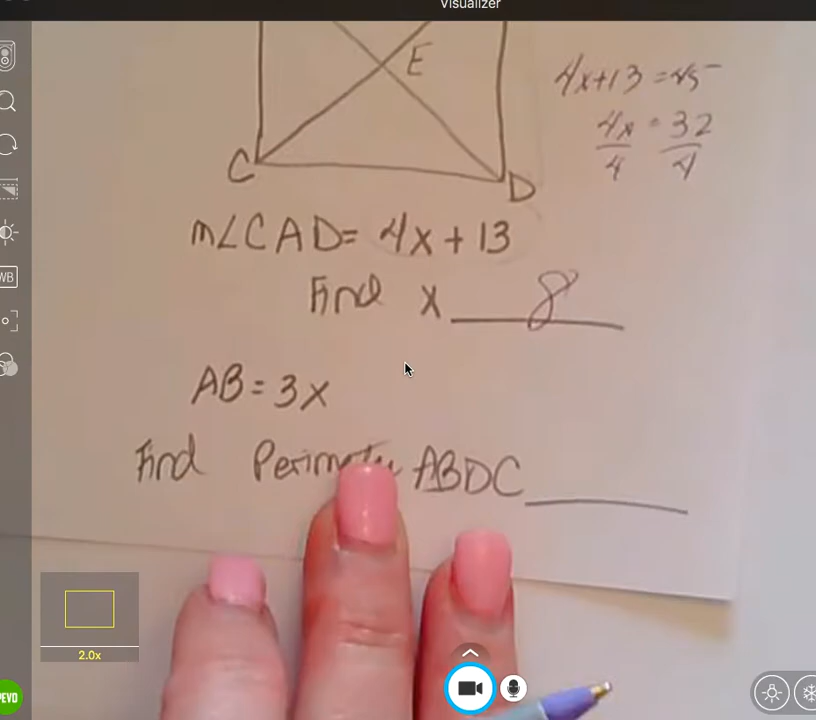 Visualizer
E
4x+13 = 45
4x = 32
4 4
C
D
m∠CAD= 4x+13
Find x 8
WB
AB = 3x
Find Perimeter ABDC
2.0x